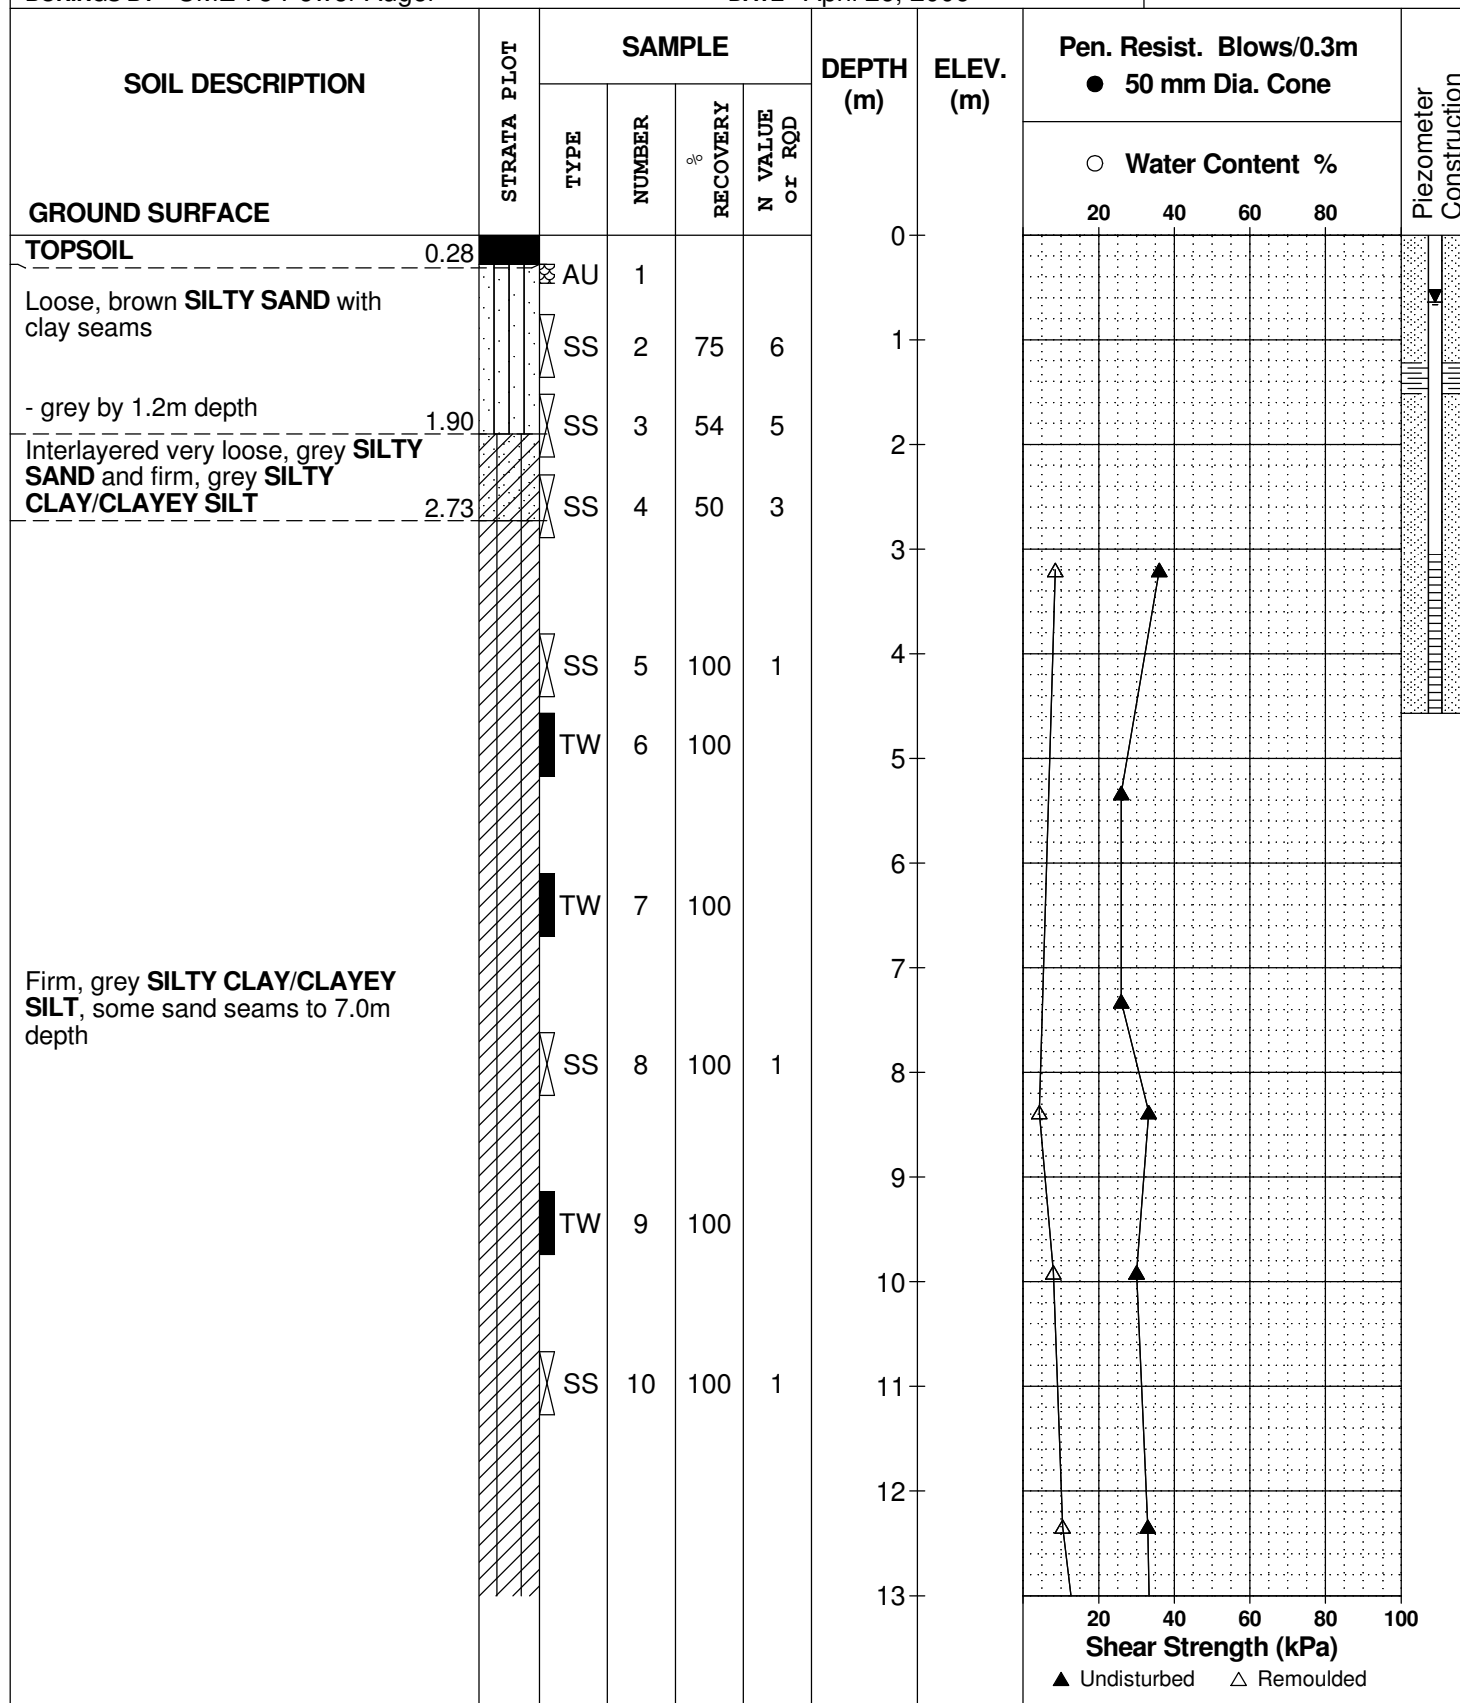 SOIL DESCRIPTION
GROUND SURFACE
STRATA PLOT
SAMPLE
TYPE
NUMBER
%
RECOVERY
N VALUE
or RQD
DEPTH
(m)
ELEV.
(m)
Pen. Resist. Blows/0.3m
● 50 mm Dia. Cone
○ Water Content %
20 40 60 80
Piezometer
Construction
TOPSOIL 0.28
Loose, brown SILTY SAND with
clay seams
- grey by 1.2m depth
1.90
Interlayered very loose, grey SILTY
SAND and firm, grey SILTY
CLAY/CLAYEY SILT 2.73
Firm, grey SILTY CLAY/CLAYEY
SILT, some sand seams to 7.0m
depth
AU 1
SS 2 75 6
SS 3 54 5
SS 4 50 3
SS 5 100 1
TW 6 100
TW 7 100
SS 8 100 1
TW 9 100
SS 10 100 1
0
1
2
3
4
5
6
7
8
9
10
11
12
13
20 40 60 80 100
Shear Strength (kPa)
▲ Undisturbed △ Remoulded